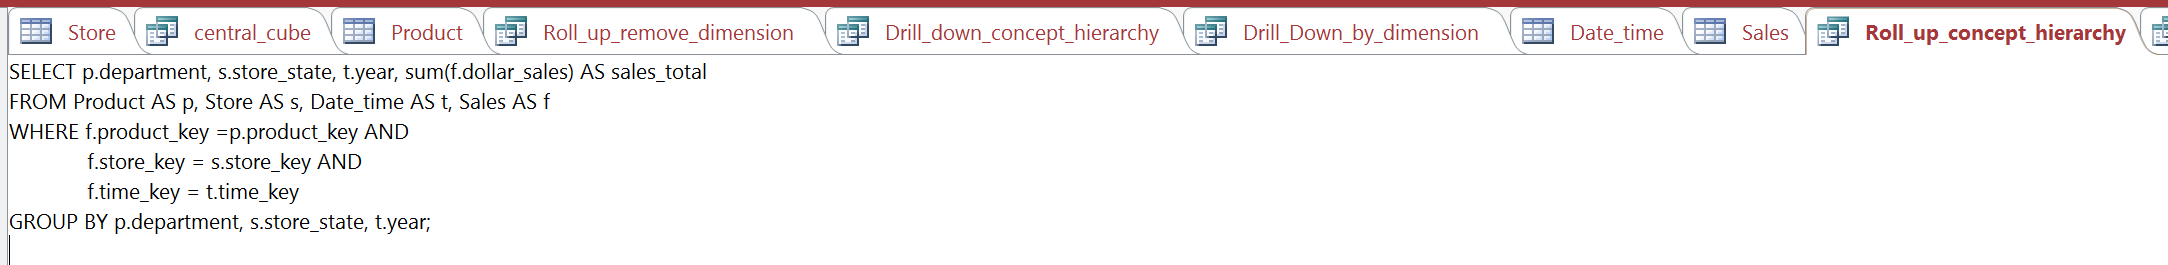 Store central_cube Product Roll_up_remove_dimension Drill_down_concept_hierarchy Drill_Down_by_dimension Date_time Sales Roll_up_concept_hierarchy
SELECT p.department, s.store_state, t.year, sum(f.dollar_sales) AS sales_total
FROM Product AS p, Store AS s, Date_time AS t, Sales AS f
WHERE f.product_key =p.product_key AND
f.store_key = s.store_key AND
f.time_key = t.time_key
GROUP BY p.department, s.store_state, t.year;